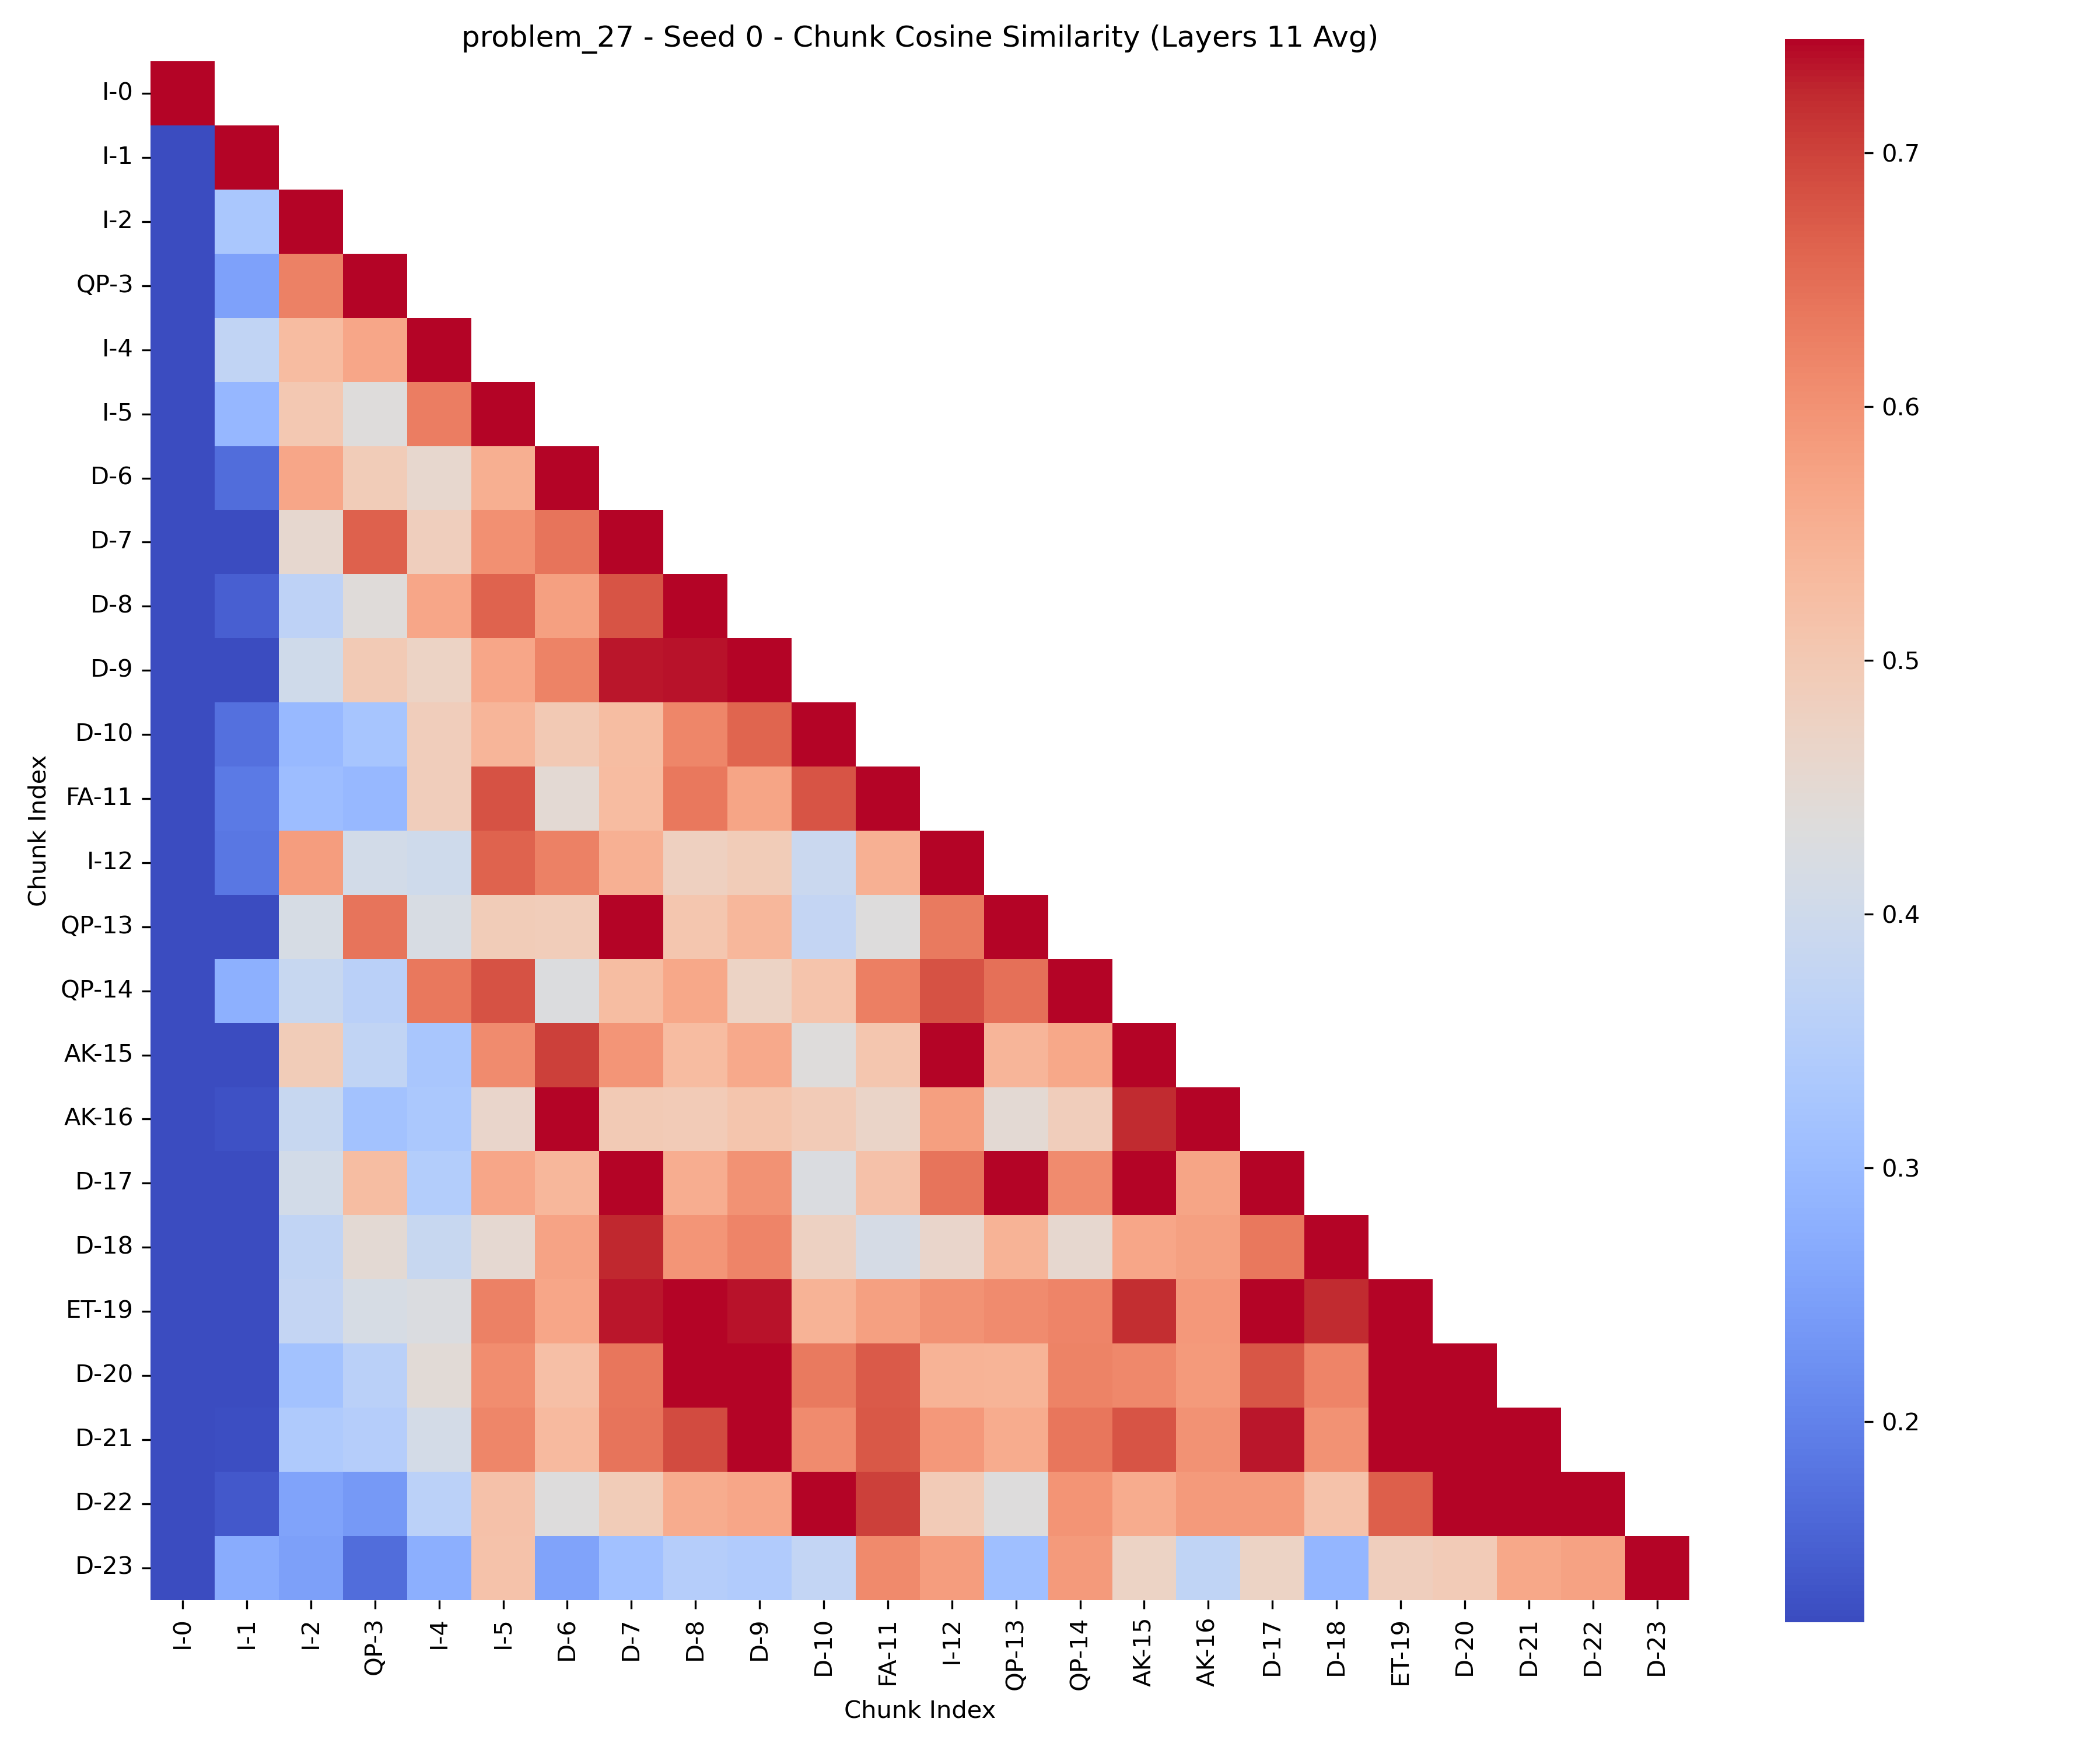 problem_27 - Seed 0 - Chunk Cosine Similarity (Layers 11 Avg)
Chunk Index
I-0
I-1
I-2
QP-3
I-4
I-5
D-6
D-7
D-8
D-9
D-10
FA-11
I-12
QP-13
QP-14
AK-15
AK-16
D-17
D-18
ET-19
D-20
D-21
D-22
D-23
I-0
I-1
I-2
QP-3
I-4
I-5
D-6
D-7
D-8
D-9
D-10
FA-11
I-12
QP-13
QP-14
AK-15
AK-16
D-17
D-18
ET-19
D-20
D-21
D-22
D-23
Chunk Index
0.7
0.6
0.5
0.4
0.3
0.2